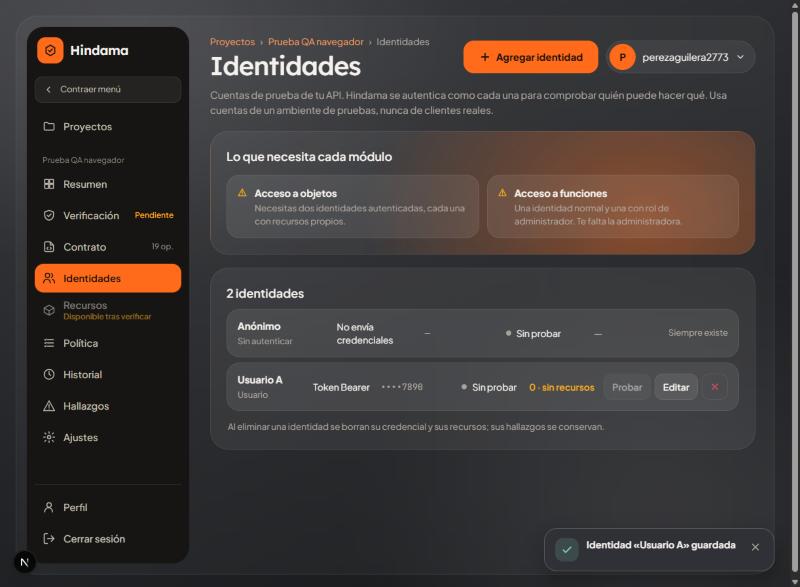 Hindama
Contraer menú
Proyectos
Prueba QA navegador
Resumen
Verificación Pendiente
Contrato 19 op.
Identidades
Recursos
Disponible tras verificar
Política
Historial
Hallazgos
Ajustes
Perfil
Cerrar sesión
N
Proyectos › Prueba QA navegador › Identidades
Identidades
+ Agregar identidad
P perezaguilera2773
Cuentas de prueba de tu API. Hindama se autentica como cada una para comprobar quién puede hacer qué. Usa
cuentas de un ambiente de pruebas, nunca de clientes reales.
Lo que necesita cada módulo
Acceso a objetos
Necesitas dos identidades autenticadas, cada una
con recursos propios.
Acceso a funciones
Una identidad normal y una con rol de
administrador. Te falta la administradora.
2 identidades
Anónimo
Sin autenticar
No envía
credenciales
—
Sin probar
—
Siempre existe
Usuario A
Usuario
Token Bearer
••••7890
Sin probar
0 · sin recursos
Probar
Editar
Al eliminar una identidad se borran su credencial y sus recursos; sus hallazgos se conservan.
Identidad «Usuario A» guardada